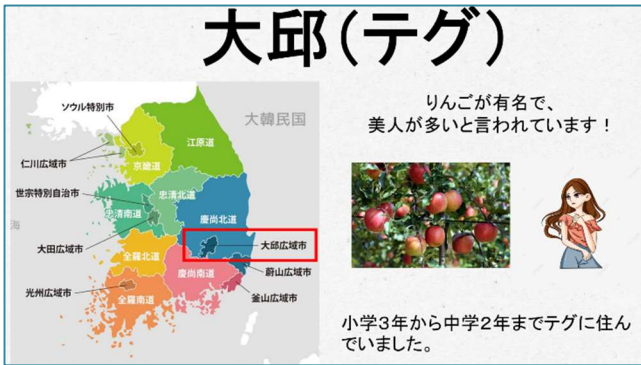 大邱（テグ）
ソウル特別市
大韓民国
江原道
仁川広域市
京畿道
世宗特別自治市
忠清北道
忠清南道
慶尚北道
海
大田広域市
大邱広域市
全羅北道
蔚山広域市
慶尚南道
光州広域市
釜山広域市
全羅南道
りんごが有名で、
美人が多いと言われています！
小学３年から中学２年までテグに住ん
でいました。